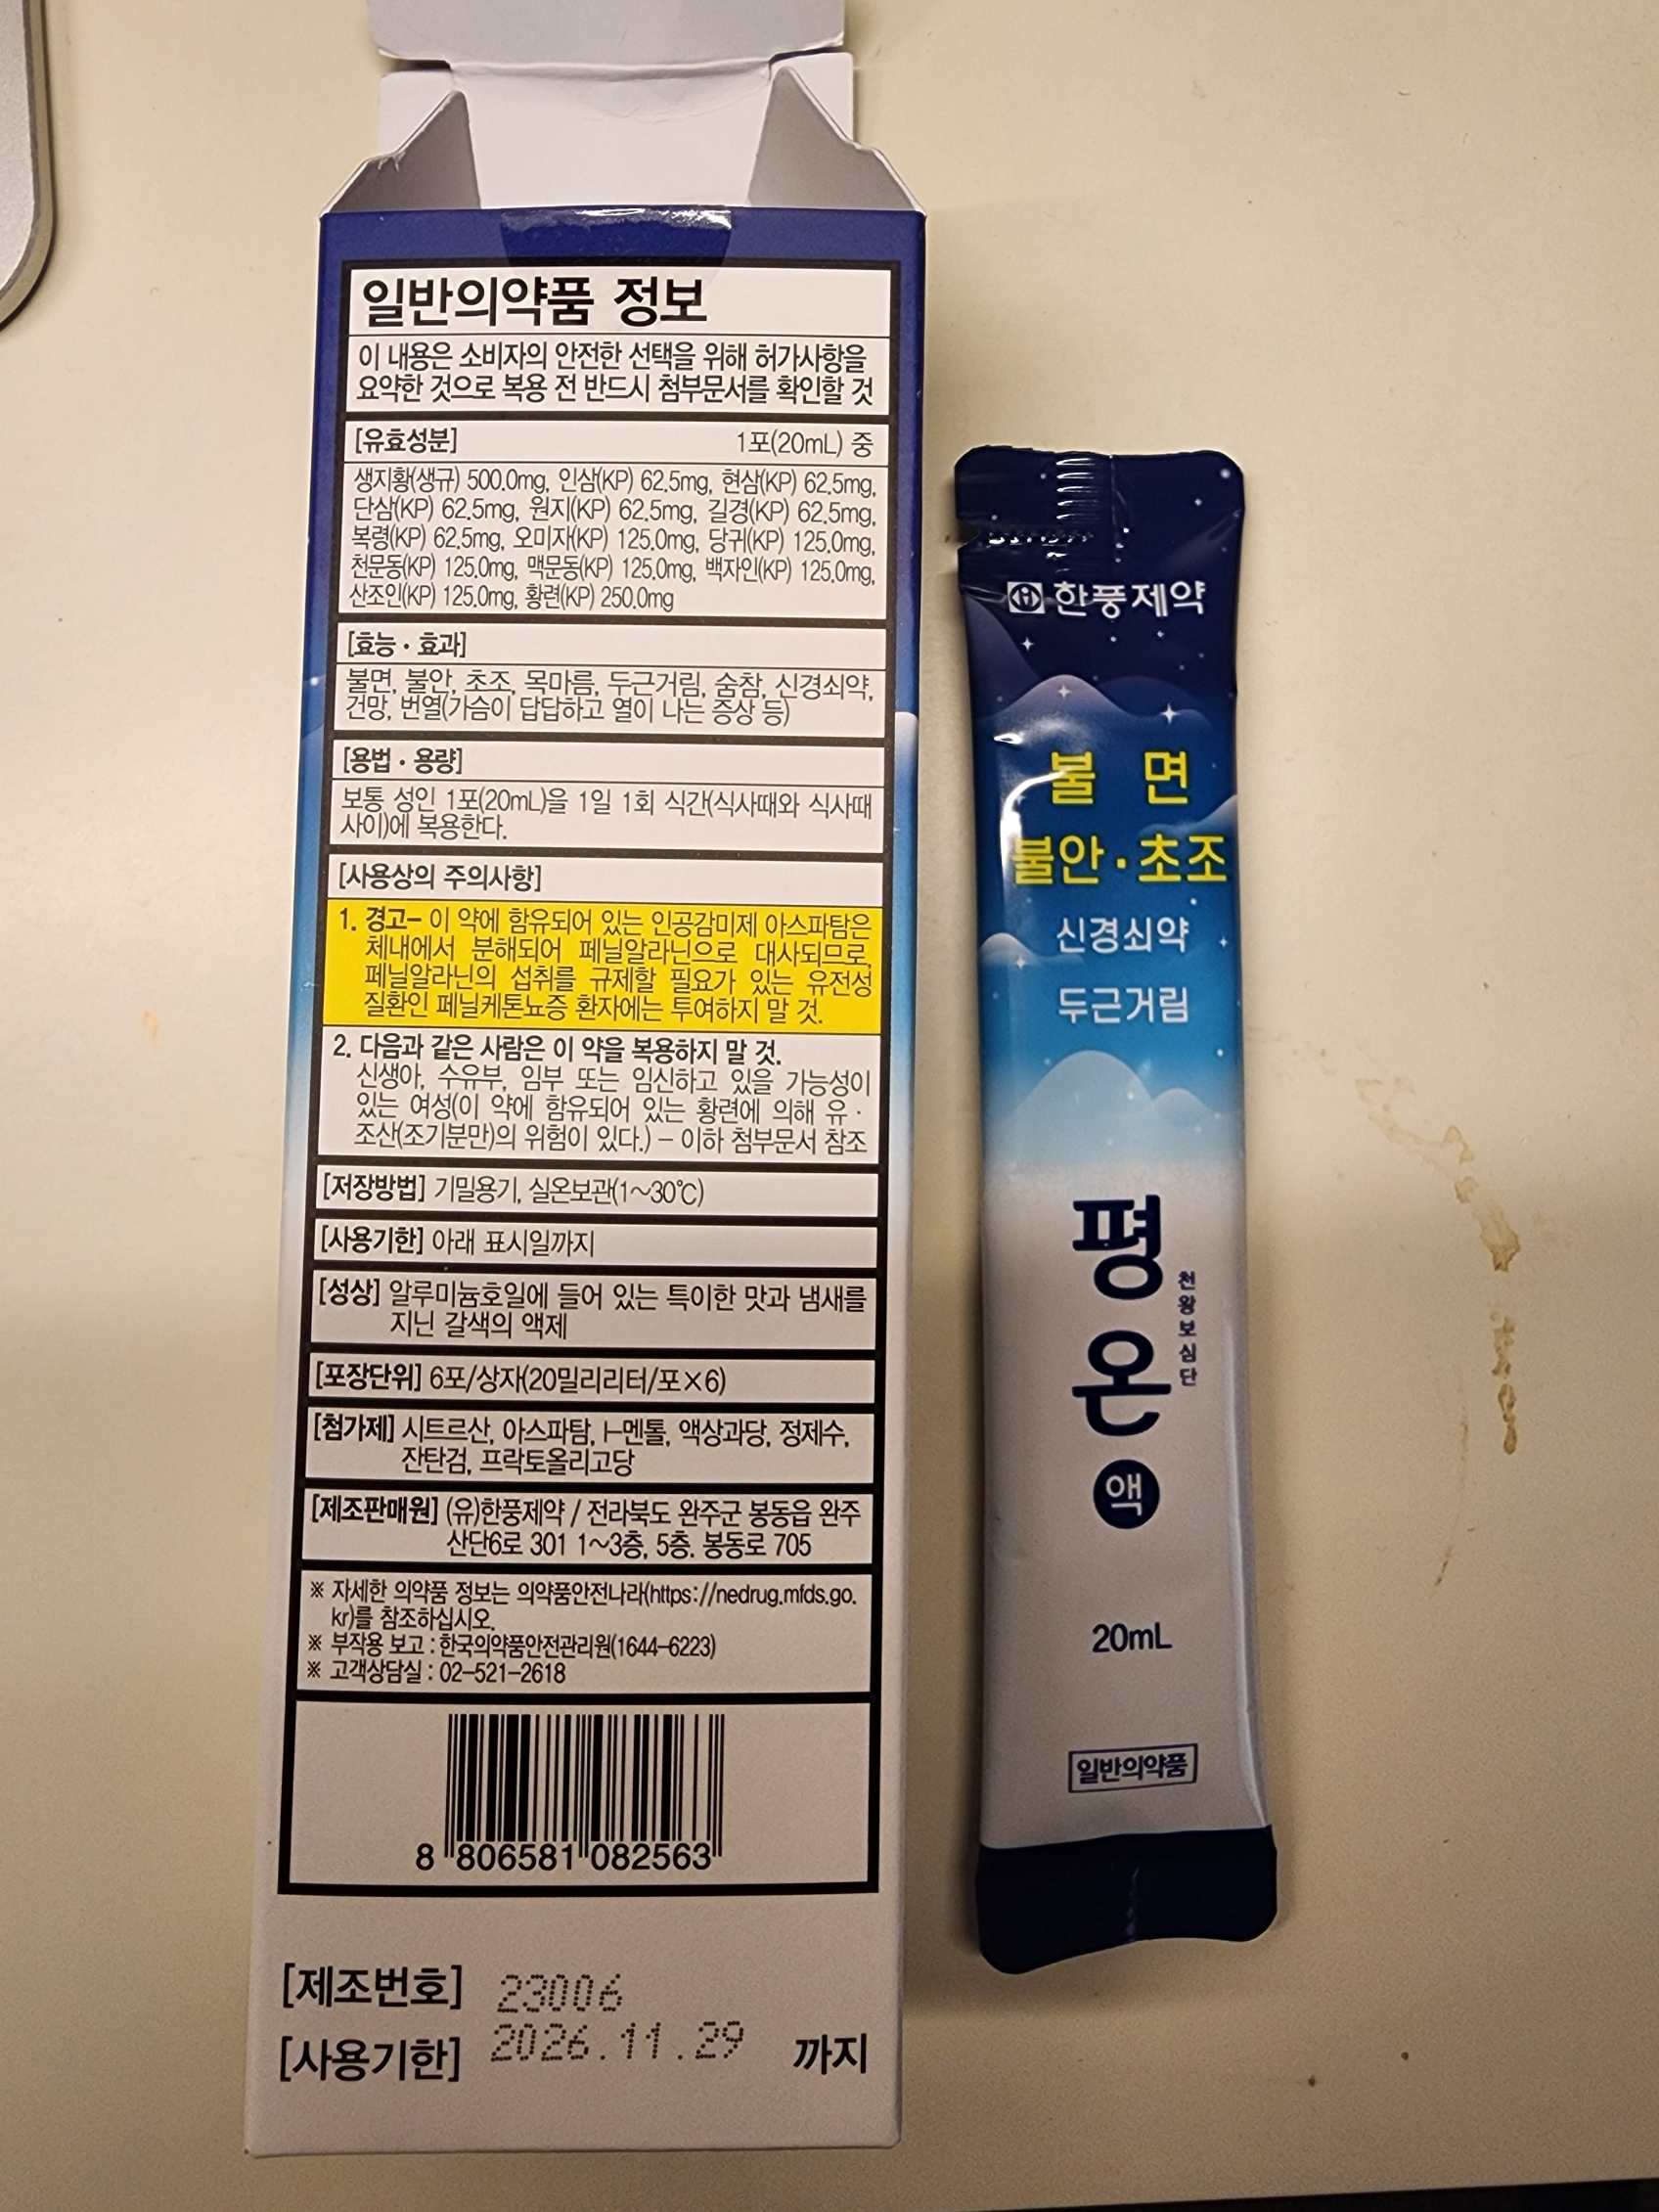 일반의약품 정보
이 내용은 소비자의 안전한 선택을 위해 허가사항을
요약한 것으로 복용 전 반드시 첨부문서를 확인할 것
[유효성분] 1포(20mL) 중
생지황(생규) 500.0mg, 인삼(KP) 62.5mg, 현삼(KP) 62.5mg,
단삼(KP) 62.5mg, 원지(KP) 62.5mg, 길경(KP) 62.5mg,
복령(KP) 62.5mg, 오미자(KP) 125.0mg, 당귀(KP) 125.0mg,
천문동(KP) 125.0mg, 맥문동(KP) 125.0mg, 백자인(KP) 125.0mg,
산조인(KP) 125.0mg, 황련(KP) 250.0mg
[효능·효과]
불면, 불안, 초조, 목마름, 두근거림, 숨참, 신경쇠약,
건망, 번열(가슴이 답답하고 열이 나는 증상 등)
[용법·용량]
보통 성인 1포(20mL)을 1일 1회 식간(식사때와 식사때
사이)에 복용한다.
[사용상의 주의사항]
1. 경고- 이 약에 함유되어 있는 인공감미제 아스파탐은
체내에서 분해되어 페닐알라닌으로 대사되므로,
페닐알라닌의 섭취를 규제할 필요가 있는 유전성
질환인 페닐케톤뇨증 환자에는 투여하지 말 것.
2. 다음과 같은 사람은 이 약을 복용하지 말 것.
신생아, 수유부, 임부 또는 임신하고 있을 가능성이
있는 여성(이 약에 함유되어 있는 황련에 의해 유·
조산(조기분만)의 위험이 있다.) - 이하 첨부문서 참조
[저장방법] 기밀용기, 실온보관(1~30℃)
[사용기한] 아래 표시일까지
[성상] 알루미늄호일에 들어 있는 특이한 맛과 냄새를
지닌 갈색의 액제
[포장단위] 6포/상자(20밀리리터/포×6)
[첨가제] 시트르산, 아스파탐, l-멘톨, 액상과당, 정제수,
잔탄검, 프락토올리고당
[제조판매원] (유)한풍제약 / 전라북도 완주군 봉동읍 완주
산단6로 301 1~3층, 5층. 봉동로 705
※ 자세한 의약품 정보는 의약품안전나라(https://nedrug.mfds.go.
kr)를 참조하십시오.
※ 부작용 보고 : 한국의약품안전관리원(1644-6223)
※ 고객상담실 : 02-521-2618
8 806581 082563
[제조번호] 23006
[사용기한] 2026.11.29 까지
한풍제약
불 면
불안·초조
신경쇠약
두근거림
평온액
천왕보심단
20mL
일반의약품